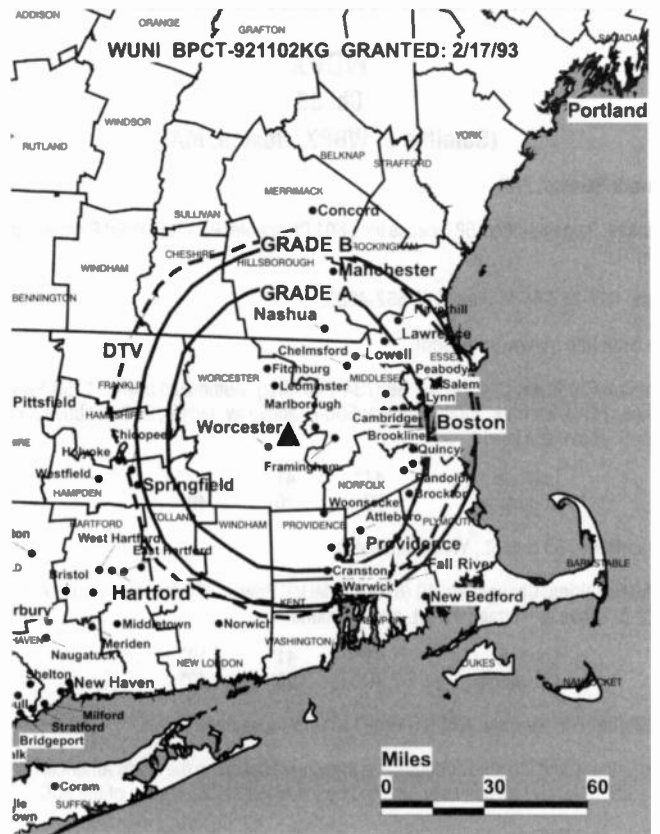 ADDISON
ORANGE
GRAFTON
WUNI BPCT-921102KG GRANTED: 2/17/93
Portland
WINDSOR
RUTLAND
YORK
BELKNAP
STRAFFORD
MERRIMACK
SULLIVAN
Concord
GRADE B
ROCKINGHAM
CHESHIRE
HILLSBOROUGH
WINDHAM
Manchester
BENNINGTON
GRADE A
Haverhill
Nashua
Lawrence
DTV
Chelmsford
Lowell
ESSEX
Peabody
WORCESTER
Fitchburg
MIDDLESEX
Salem
FRANKLIN
Leominster
Lynn
Pittsfield
Marlborough
HAMPSHIRE
Cambridge
Boston
Chicopee
Worcester
Brookline
Holyoke
Quincy
Westfield
Framingham
Springfield
NORFOLK
Randolph
HAMPDEN
Woonsocket
Brockton
HARTFORD
TOLLAND
WINDHAM
PROVIDENCE
Attleboro
PLYMOUTH
West Hartford
Providence
East Hartford
BARNSTABLE
Bristol
Cranston
Fall River
Hartford
Warwick
KENT
New Bedford
NEWPORT
Middletown
Norwich
Meriden
WASHINGTON
Naugatuck
NEW LONDON
DUKES
Shelton
New Haven
NANTUCKET
Milford
Stratford
Bridgeport
Miles
Coram
0 30 60
SUFFOLK